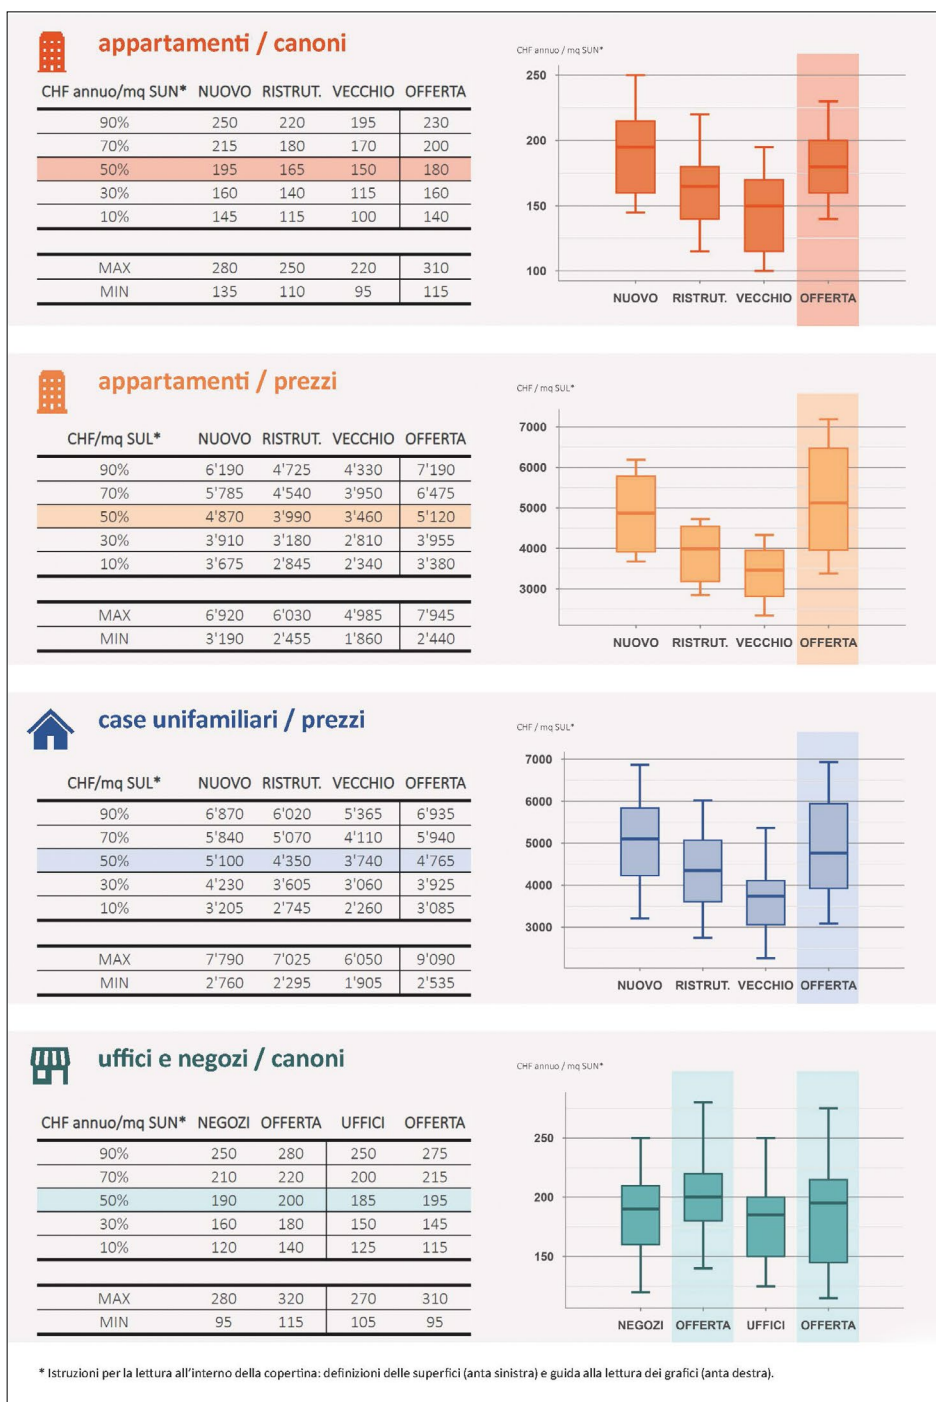 appartamenti / canoni
CHF annuo/mq SUN* NUOVO RISTRUT. VECCHIO OFFERTA
90% 250 220 195 230
70% 215 180 170 200
50% 195 165 150 180
30% 160 140 115 160
10% 145 115 100 140
MAX 280 250 220 310
MIN 135 110 95 115
CHF annuo / mq SUN*
250
200
150
100
NUOVO RISTRUT. VECCHIO OFFERTA
appartamenti / prezzi
CHF/mq SUL* NUOVO RISTRUT. VECCHIO OFFERTA
90% 6'190 4'725 4'330 7'190
70% 5'785 4'540 3'950 6'475
50% 4'870 3'990 3'460 5'120
30% 3'910 3'180 2'810 3'955
10% 3'675 2'845 2'340 3'380
MAX 6'920 6'030 4'985 7'945
MIN 3'190 2'455 1'860 2'440
CHF / mq SUL*
7000
6000
5000
4000
3000
NUOVO RISTRUT. VECCHIO OFFERTA
case unifamiliari / prezzi
CHF/mq SUL* NUOVO RISTRUT. VECCHIO OFFERTA
90% 6'870 6'020 5'365 6'935
70% 5'840 5'070 4'110 5'940
50% 5'100 4'350 3'740 4'765
30% 4'230 3'605 3'060 3'925
10% 3'205 2'745 2'260 3'085
MAX 7'790 7'025 6'050 9'090
MIN 2'760 2'295 1'905 2'535
CHF / mq SUL*
7000
6000
5000
4000
3000
NUOVO RISTRUT. VECCHIO OFFERTA
uffici e negozi / canoni
CHF annuo/mq SUN* NEGOZI OFFERTA UFFICI OFFERTA
90% 250 280 250 275
70% 210 220 200 215
50% 190 200 185 195
30% 160 180 150 145
10% 120 140 125 115
MAX 280 320 270 310
MIN 95 115 105 95
CHF annuo / mq SUN*
250
200
150
NEGOZI OFFERTA UFFICI OFFERTA
* Istruzioni per la lettura all'interno della copertina: definizioni delle superfici (anta sinistra) e guida alla lettura dei grafici (anta destra).